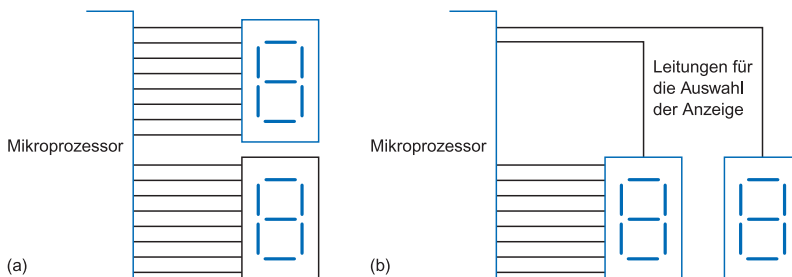 Mikroprozessor
(a)
Leitungen für
die Auswahl
der Anzeige
Mikroprozessor
(b)